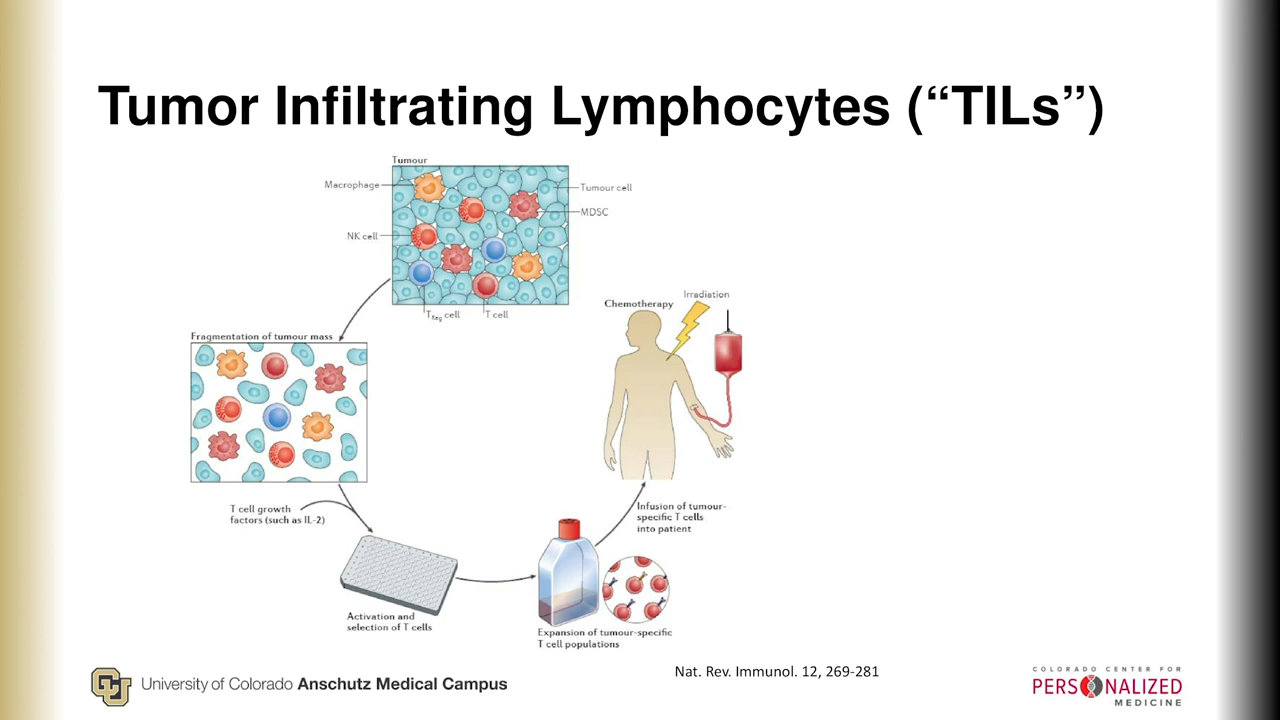 Tumor Infiltrating Lymphocytes (“TILs”)
Tumour
Macrophage
Tumour cell
MDSC
NK cell
TReg cell
T cell
Fragmentation of tumour mass
Chemotherapy
Irradiation
T cell growth
factors (such as IL-2)
Activation and
selection of T cells
Expansion of tumour-specific
T cell populations
Infusion of tumour-
specific T cells
into patient
Nat. Rev. Immunol. 12, 269-281
CU
University of Colorado Anschutz Medical Campus
COLORADO CENTER FOR
PERSONALIZED
MEDICINE